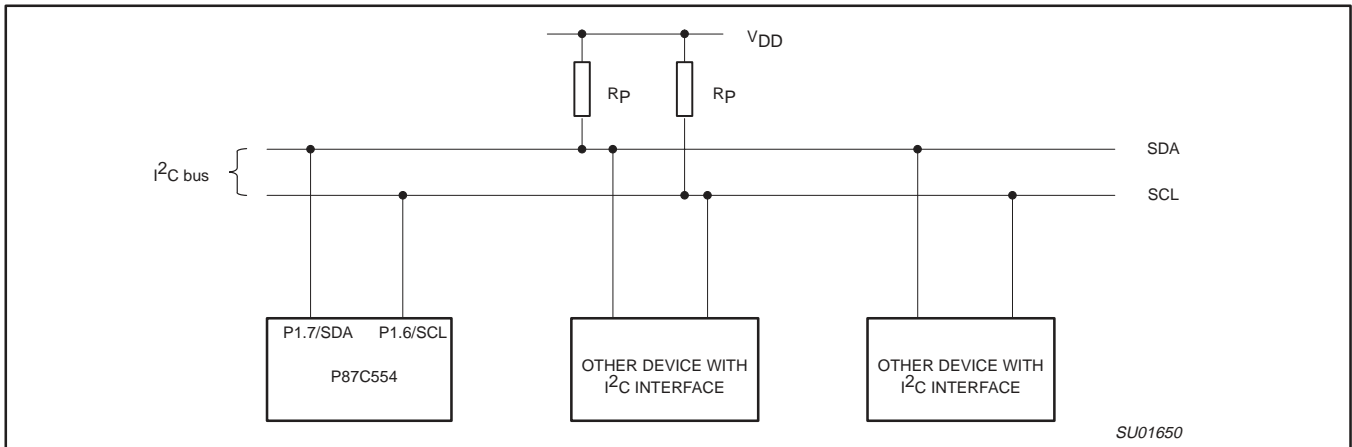 VDD
RP
RP
SDA
I2C bus
SCL
P1.7/SDA
P1.6/SCL
P87C554
OTHER DEVICE WITH
I2C INTERFACE
OTHER DEVICE WITH
I2C INTERFACE
SU01650